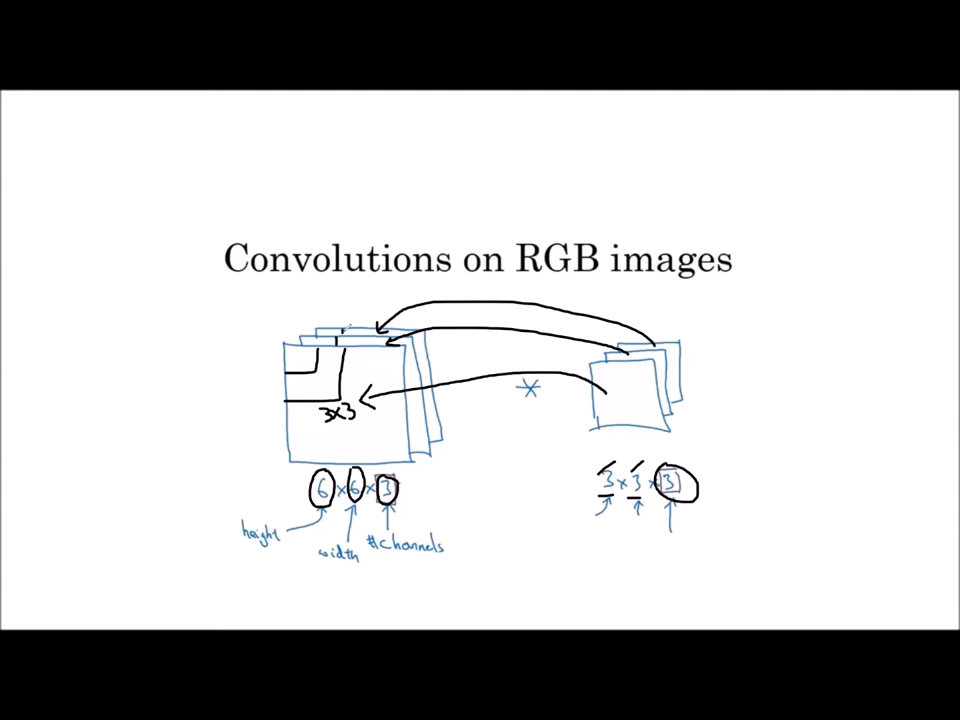 Convolutions on RGB images
3x3
*
6 x 6 x 3
3 x 3 x 3
height
width
#channels